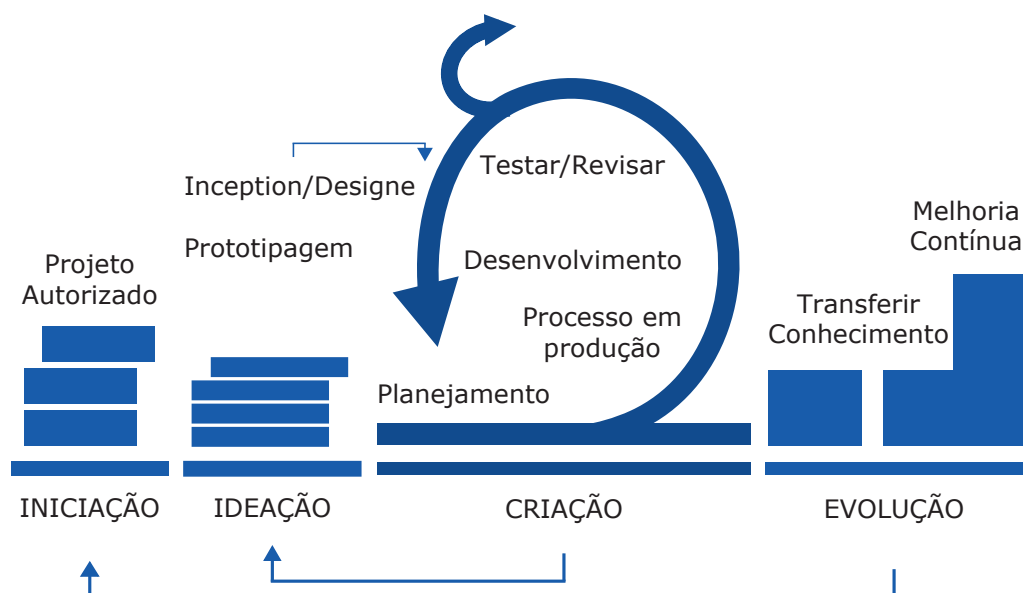 Projeto
Autorizado
Inception/Designe
Prototipagem
Testar/Revisar
Desenvolvimento
Processo em
produção
Planejamento
Transferir
Conhecimento
Melhoria
Contínua
INICIAÇÃO
IDEAÇÃO
CRIAÇÃO
EVOLUÇÃO